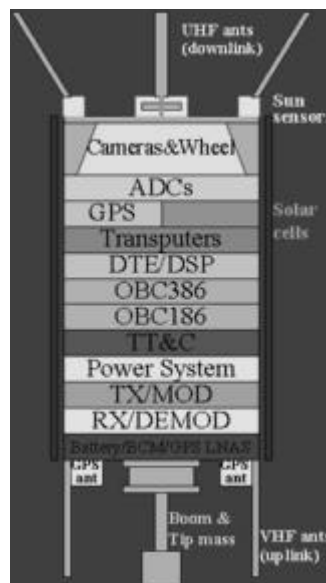 UHF ants
(downlink)
Sun
sensor
Cameras&Wheel
ADCs
GPS
Solar
cells
Transputers
DTE/DSP
OBC386
OBC186
TT&C
Power System
TX/MOD
RX/DEMOD
Battery/BCM/GPS LNAS
GPS
ant
GPS
ant
Boom &
Tip mass
VHF ants
(uplink)